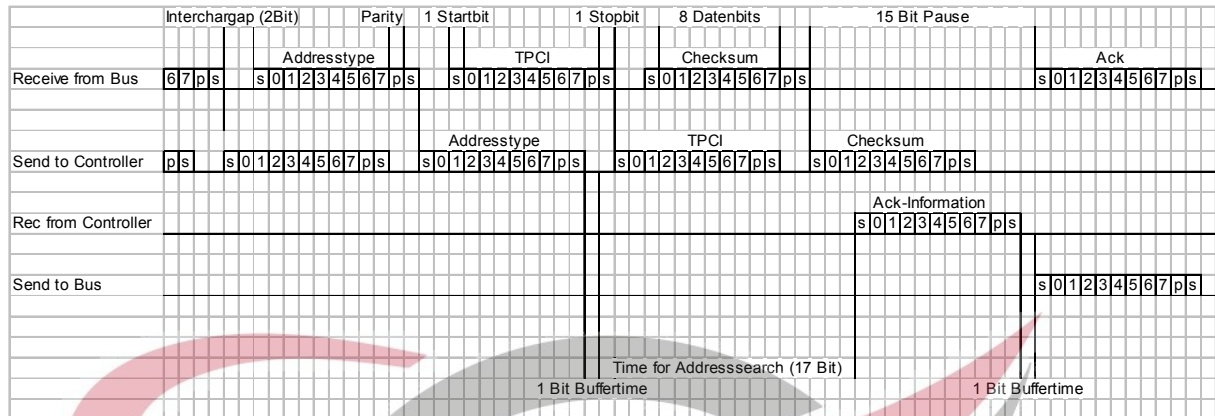 Interchargap (2Bit) Parity 1 Startbit 1 Stopbit 8 Datenbits 15 Bit Pause
Addresstype TPCI Checksum Ack
Receive from Bus 6 7 p s s 0 1 2 3 4 5 6 7 p s s 0 1 2 3 4 5 6 7 p s s 0 1 2 3 4 5 6 7 p s s 0 1 2 3 4 5 6 7 p s
Addresstype TPCI Checksum
Send to Controller p s s 0 1 2 3 4 5 6 7 p s s 0 1 2 3 4 5 6 7 p s s 0 1 2 3 4 5 6 7 p s s 0 1 2 3 4 5 6 7 p s
Ack-Information
Rec from Controller s 0 1 2 3 4 5 6 7 p s
Send to Bus s 0 1 2 3 4 5 6 7 p s
Time for Addresssearch (17 Bit)
1 Bit Buffertime 1 Bit Buffertime